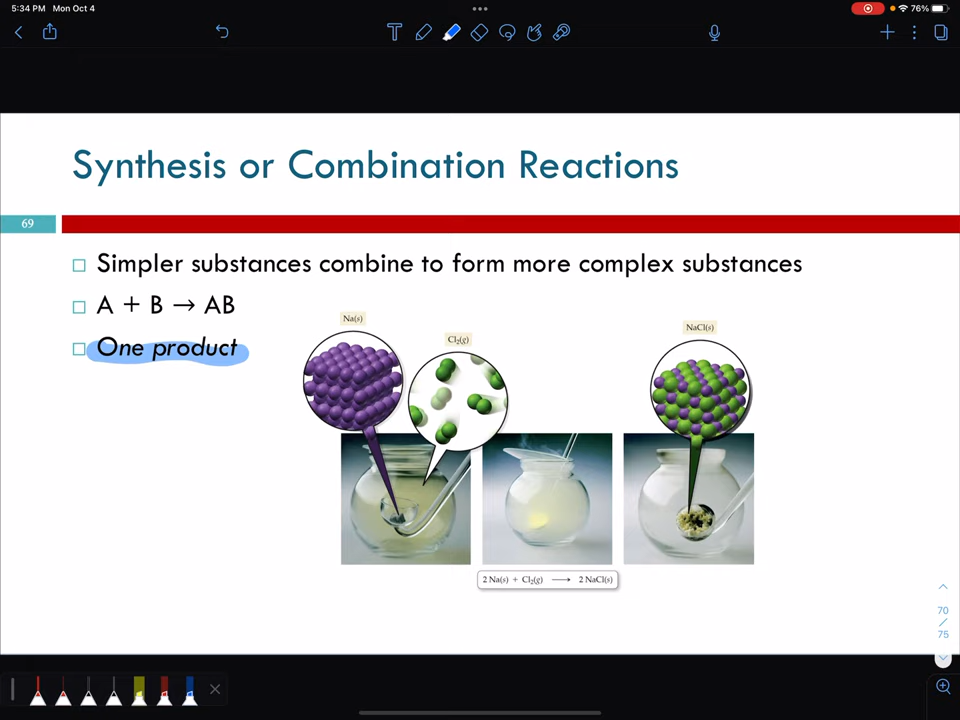 5:34 PM Mon Oct 4
76%
Synthesis or Combination Reactions
69
Simpler substances combine to form more complex substances
A + B → AB
One product
Na(s)
Cl₂(g)
NaCl(s)
2 Na(s) + Cl₂(g) ⟶ 2 NaCl(s)
70
/
75